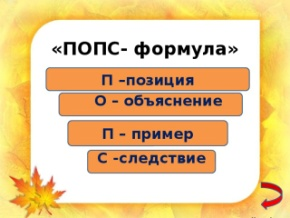 «ПОПС- формула»
П –позиция
О – объяснение
П – пример
С -следствие